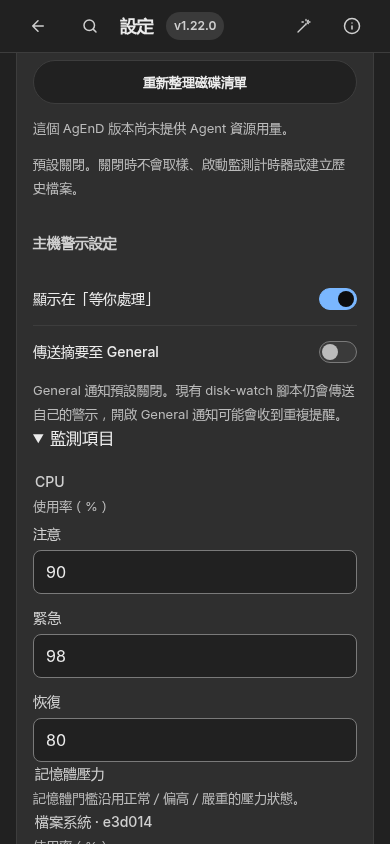 設定 v1.22.0
重新整理磁碟清單
這個 AgEnD 版本尚未提供 Agent 資源用量。
預設關閉。關閉時不會取樣、啟動監測計時器或建立歷
史檔案。
主機警示設定
顯示在「等你處理」
傳送摘要至 General
General 通知預設關閉。現有 disk-watch 腳本仍會傳送
自己的警示，開啟 General 通知可能會收到重複提醒。
▼ 監測項目
CPU
使用率（%）
注意
90
緊急
98
恢復
80
記憶體壓力
記憶體門檻沿用正常 / 偏高 / 嚴重的壓力狀態。
檔案系統 · e3d014
使用率（%）